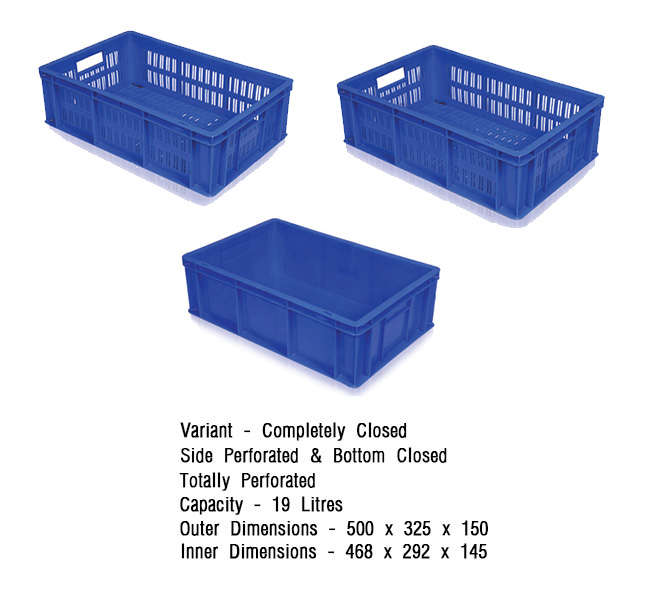 Variant - Completely Closed
Side Perforated & Bottom Closed
Totally Perforated
Capacity - 19 Litres
Outer Dimensions - 500 x 325 x 150
Inner Dimensions - 468 x 292 x 145